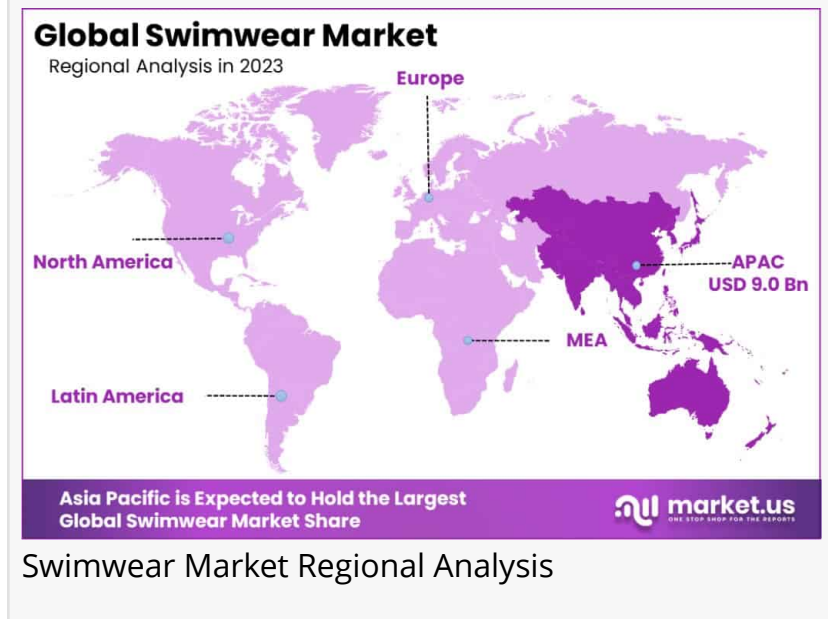 Global Swimwear Market
Regional Analysis in 2023
Europe
North America
APAC
USD 9.0 Bn
MEA
Latin America
Asia Pacific is Expected to Hold the Largest
Global Swimwear Market Share
market.us
ONE STOP SHOP FOR THE REPORTS
Swimwear Market Regional Analysis